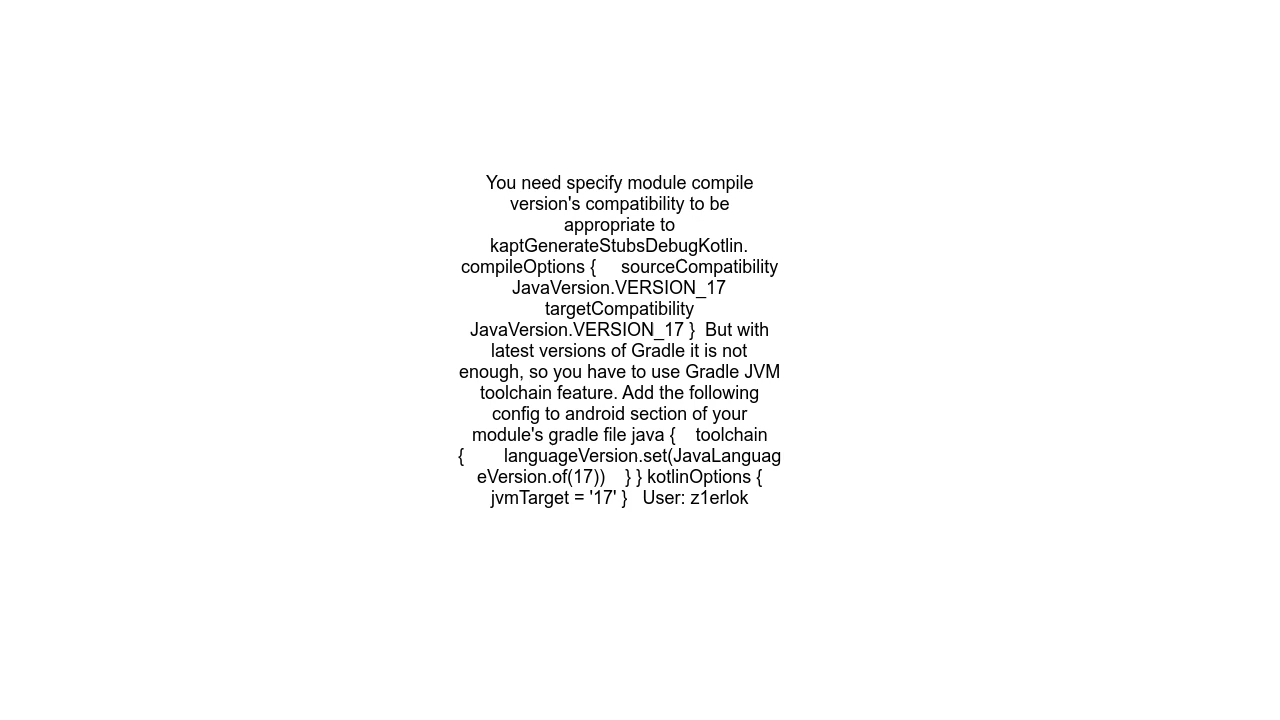 You need specify module compile
version's compatibility to be
appropriate to
kaptGenerateStubsDebugKotlin.
compileOptions {     sourceCompatibility
JavaVersion.VERSION_17
targetCompatibility
JavaVersion.VERSION_17 }  But with
latest versions of Gradle it is not
enough, so you have to use Gradle JVM
toolchain feature. Add the following
config to android section of your
module's gradle file java {    toolchain
{        languageVersion.set(JavaLanguag
eVersion.of(17))    } } kotlinOptions {
jvmTarget = '17' }   User: z1erlok